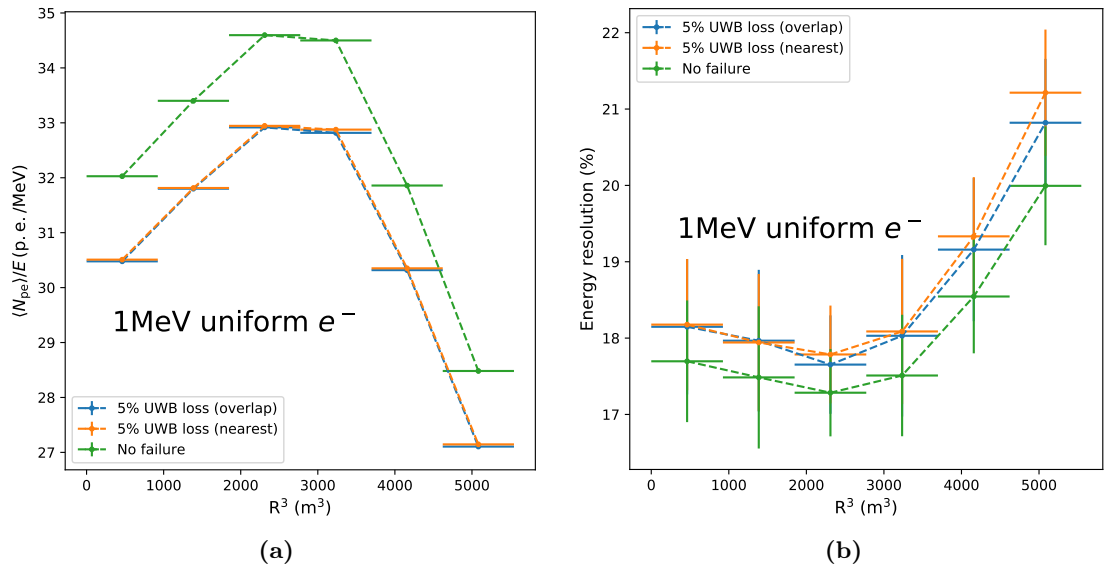 35
34
33
32
31
30
29
28
27
⟨N_pe⟩/E (p. e./MeV)
1MeV uniform e⁻
5% UWB loss (overlap)
5% UWB loss (nearest)
No failure
0 1000 2000 3000 4000 5000
R³ (m³)
(a)
22
21
20
19
18
17
Energy resolution (%)
5% UWB loss (overlap)
5% UWB loss (nearest)
No failure
1MeV uniform e⁻
0 1000 2000 3000 4000 5000
R³ (m³)
(b)